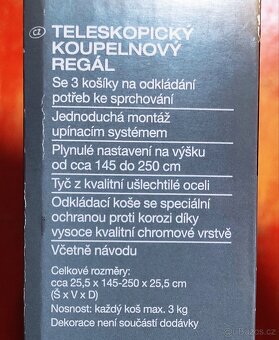 CZ TELESKOPICKÝ
KOUPELNOVÝ
REGÁL
Se 3 košíky na odkládání
potřeb ke sprchování
Jednoduchá montáž
upínacím systémem
Plynulé nastavení na výšku
od cca 145 do 250 cm
Tyč z kvalitní ušlechtilé oceli
Odkládací koše se speciální
ochranou proti korozi díky
vysoce kvalitní chromové vrstvě
Včetně návodu
Celkové rozměry:
cca 25,5 x 145-250 x 25,5 cm
(Š x V x D)
Nosnost: každý koš max. 3 kg
Dekorace není součástí dodávky